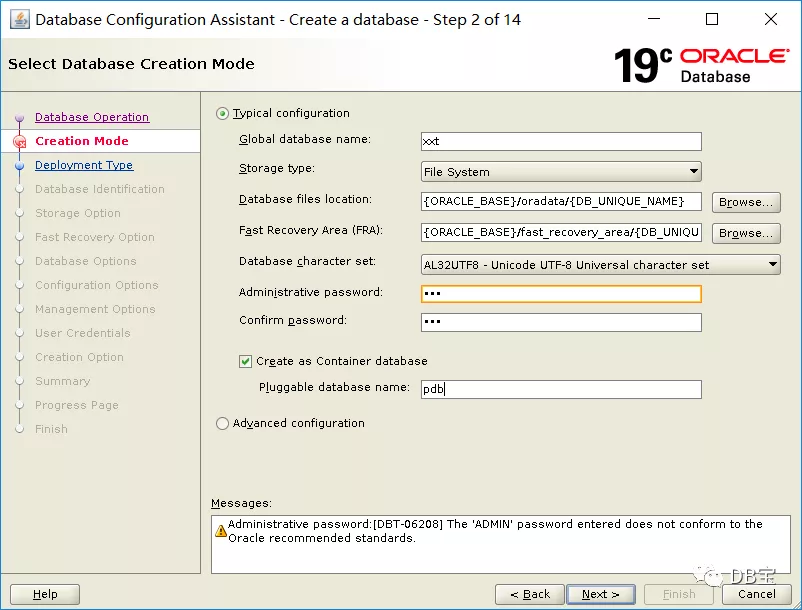 Database Configuration Assistant - Create a database - Step 2 of 14
Select Database Creation Mode
19c ORACLE
Database
Database Operation
Creation Mode
Deployment Type
Database Identification
Storage Option
Fast Recovery Option
Database Options
Configuration Options
Management Options
User Credentials
Creation Option
Summary
Progress Page
Finish
Typical configuration
Global database name: xxt
Storage type: File System
Database files location: {ORACLE_BASE}/oradata/{DB_UNIQUE_NAME} Browse...
Fast Recovery Area (FRA): {ORACLE_BASE}/fast_recovery_area/{DB_UNIQU Browse...
Database character set: AL32UTF8 - Unicode UTF-8 Universal character set
Administrative password: •••
Confirm password: •••
Create as Container database
Pluggable database name: pdb
Advanced configuration
Messages:
Administrative password:[DBT-06208] The 'ADMIN' password entered does not conform to the
Oracle recommended standards.
DB宝
Help < Back Next > Finish Cancel